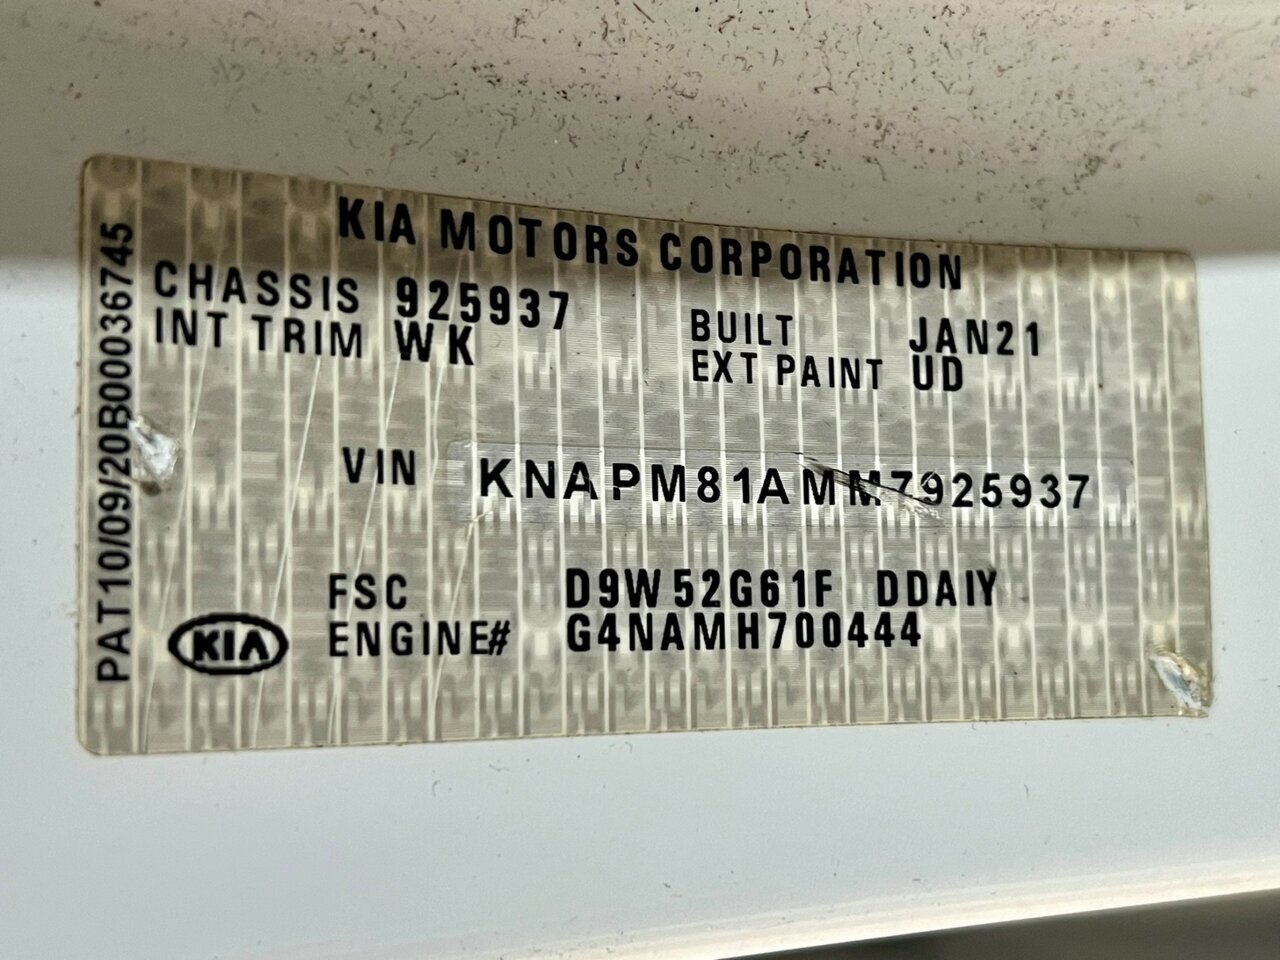 KIA MOTORS CORPORATION
CHASSIS 925937
INT TRIM WK
BUILT JAN21
EXT PAINT UD
VIN KNAPM81AMM7925937
FSC D9W52G61F DDAIY
ENGINE# G4NAMH700444
KIA
PAT10/09/20B00036745